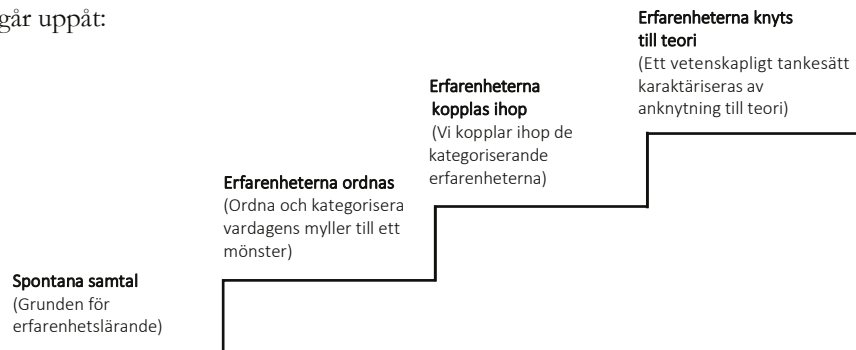 går uppåt:
Erfarenheterna knyts
till teori
(Ett vetenskapligt tankesätt
karaktäriseras av
anknytning till teori)
Erfarenheterna
kopplas ihop
(Vi kopplar ihop de
kategoriserande
erfarenheterna)
Erfarenheterna ordnas
(Ordna och kategorisera
vardagens myller till ett
mönster)
Spontana samtal
(Grunden för
erfarenhetslärande)